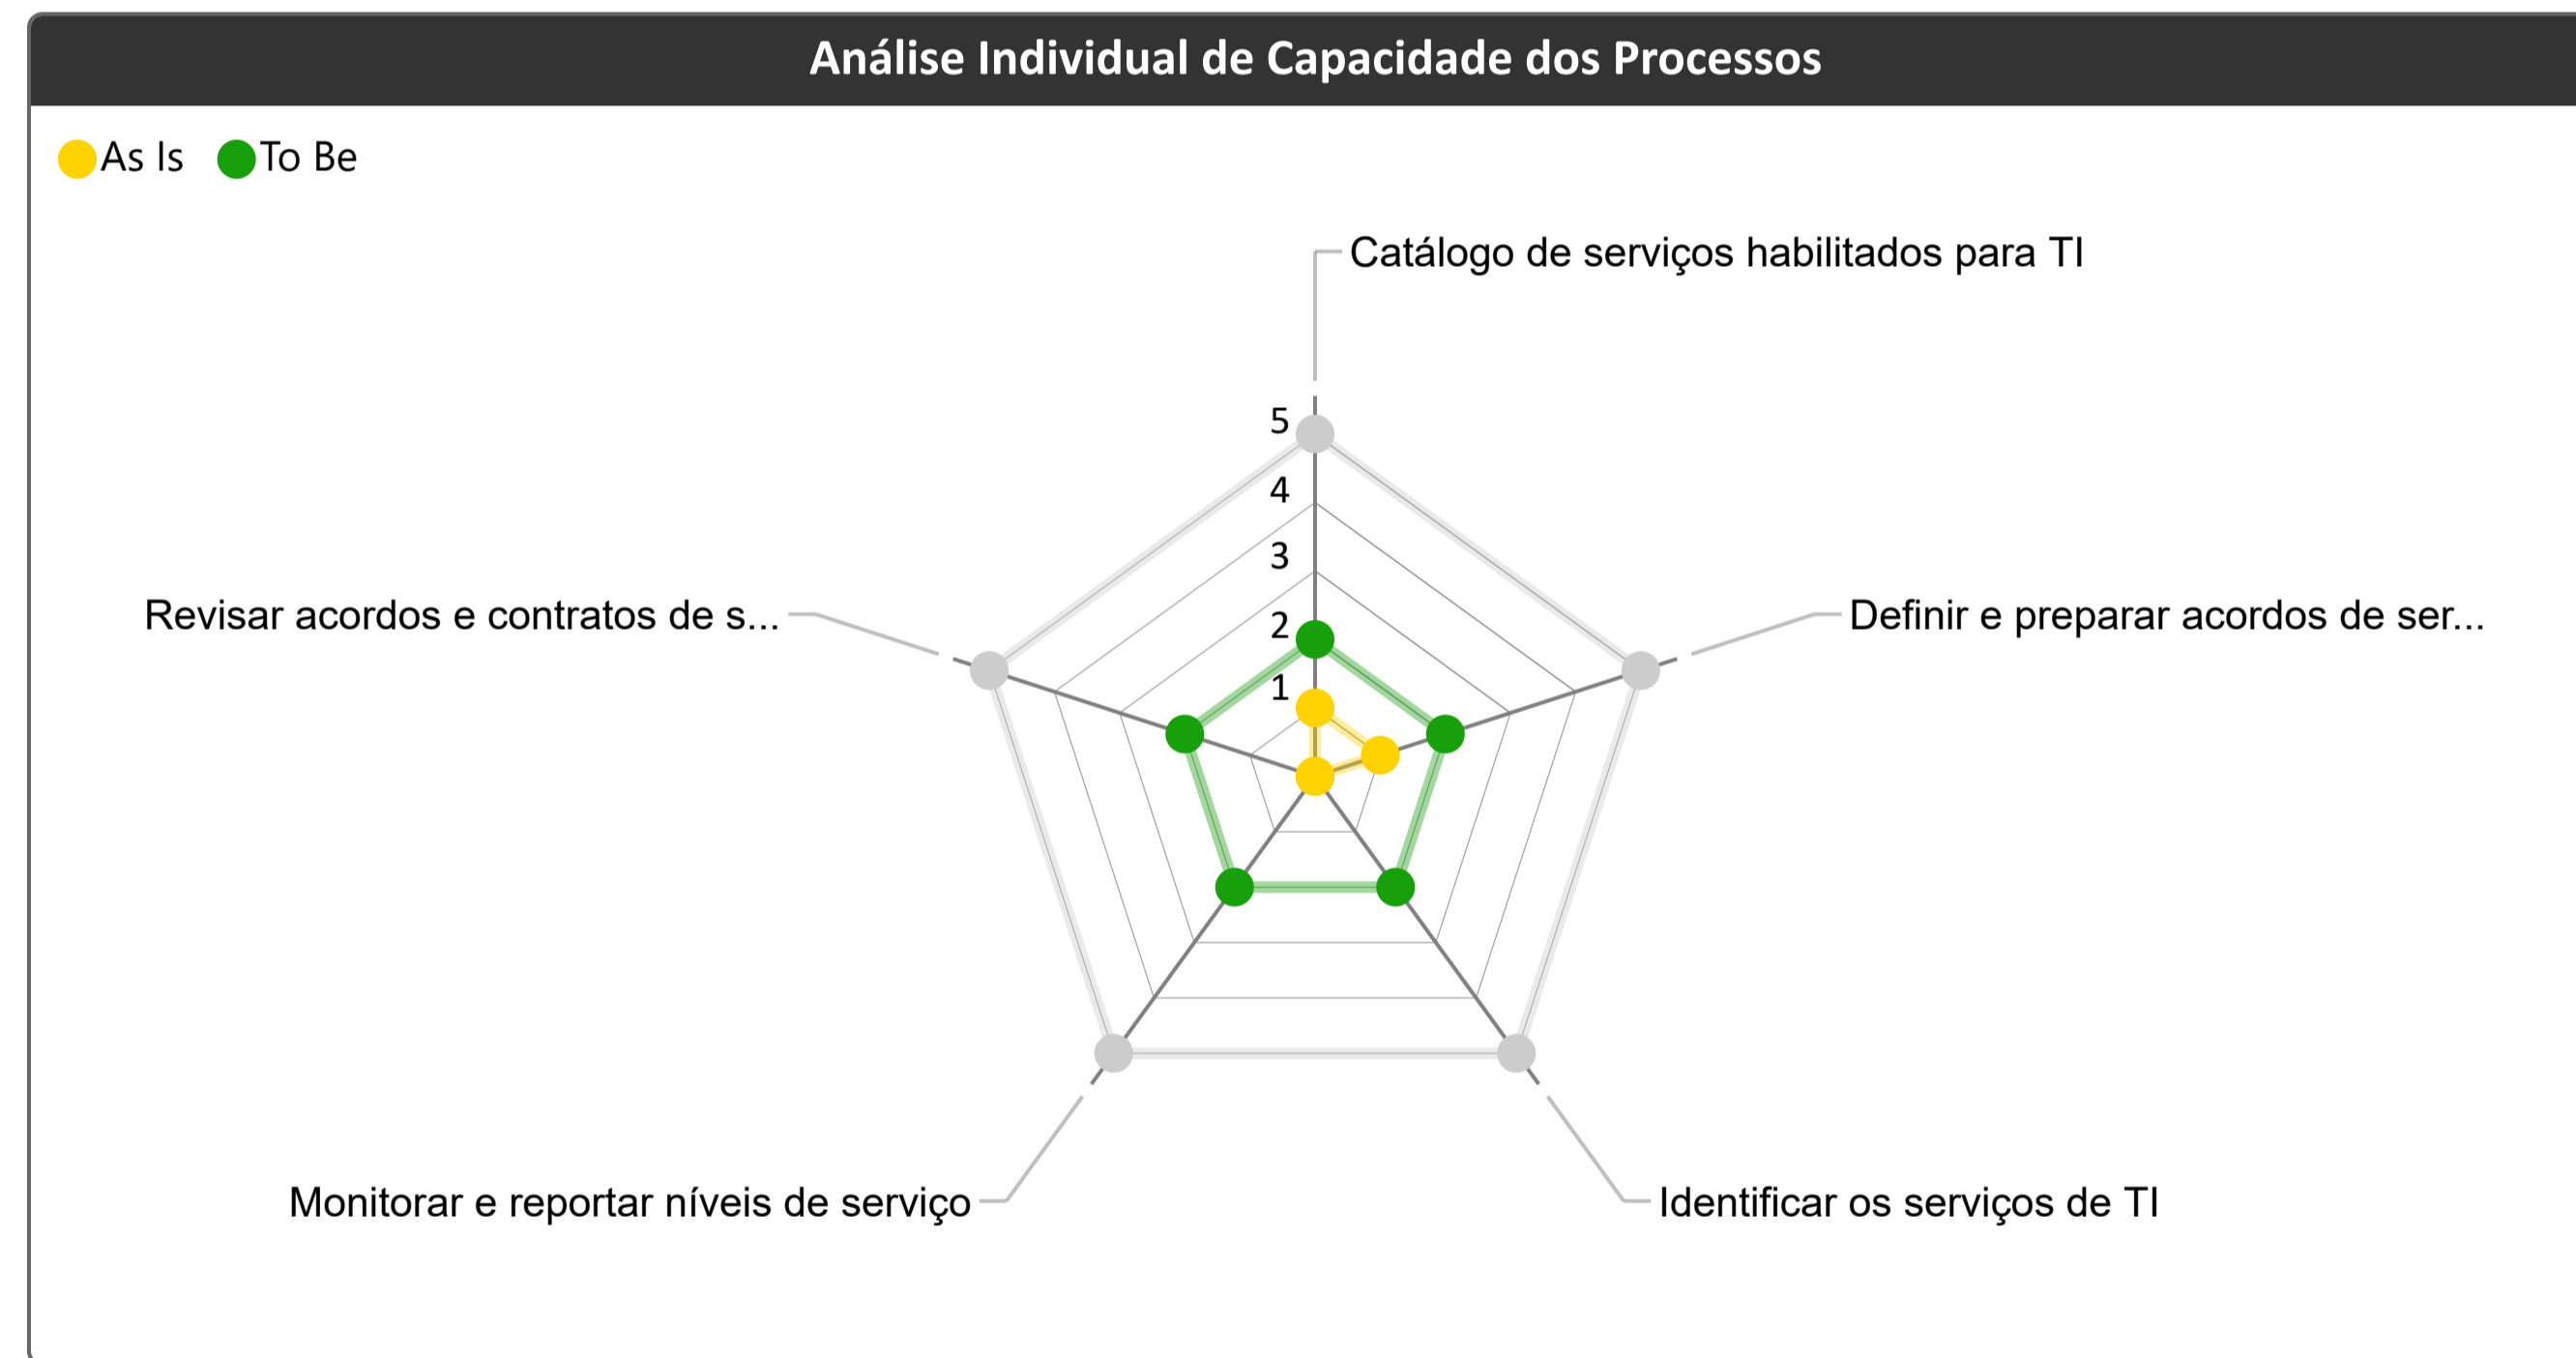 Análise Individual de Capacidade dos Processos
As Is
To Be
Catálogo de serviços habilitados para TI
5
4
3
2
1
Revisar acordos e contratos de s...
Definir e preparar acordos de ser...
Monitorar e reportar níveis de serviço
Identificar os serviços de TI